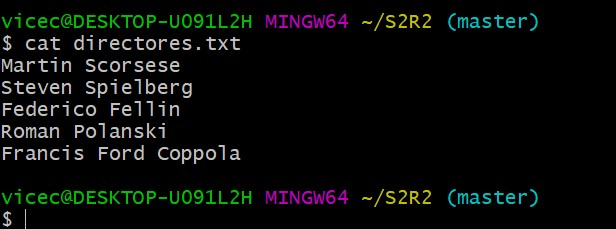 vicec@DESKTOP-U091L2H MINGW64 ~/S2R2 (master)
$ cat directores.txt
Martin Scorsese
Steven Spielberg
Federico Fellin
Roman Polanski
Francis Ford Coppola
vicec@DESKTOP-U091L2H MINGW64 ~/S2R2 (master)
$